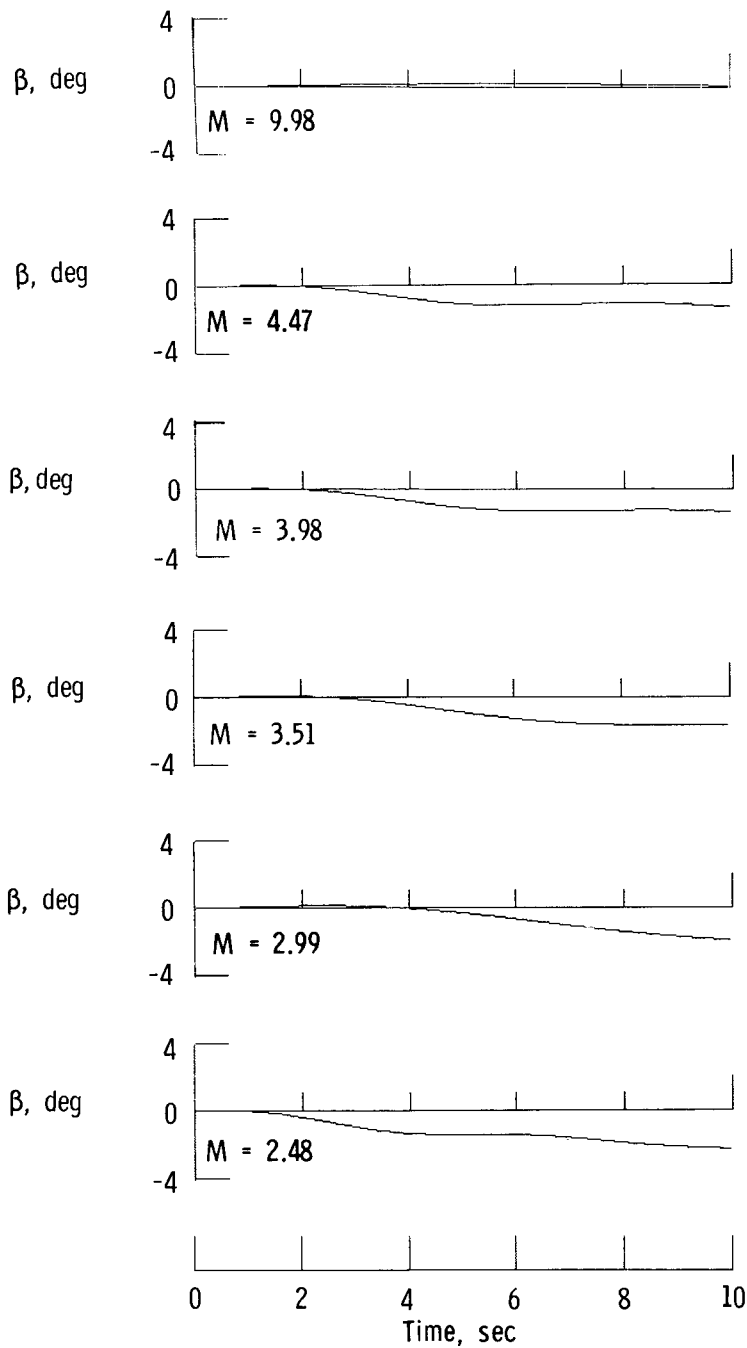 4
β, deg
0
M = 9.98
-4
4
β, deg
0
M = 4.47
-4
4
β,deg
0
M = 3.98
-4
4
β, deg
0
M = 3.51
-4
4
β, deg
0
M = 2.99
-4
4
β, deg
0
M = 2.48
-4
0 2 4 6 8 10
Time, sec